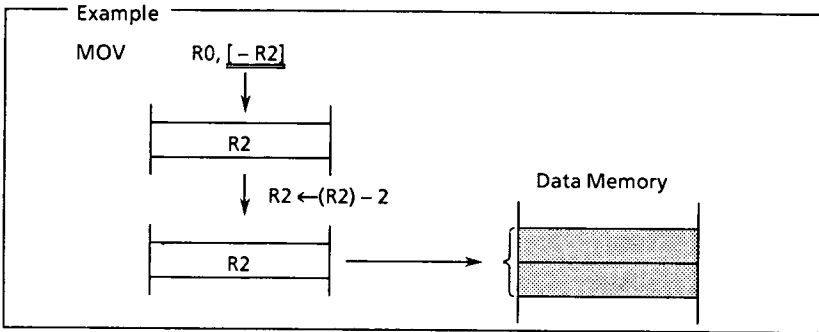 Example
MOV R0, [– R2]
R2
R2 ←(R2) – 2
Data Memory
R2